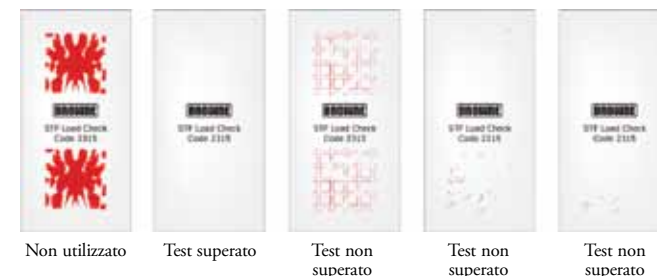 BROWNE
STF Load Check
Code 2315
BROWNE
STF Load Check
Code 2315
BROWNE
STF Load Check
Code 2315
BROWNE
STF Load Check
Code 2315
BROWNE
STF Load Check
Code 2315
Non utilizzato
Test superato
Test non
superato
Test non
superato
Test non
superato